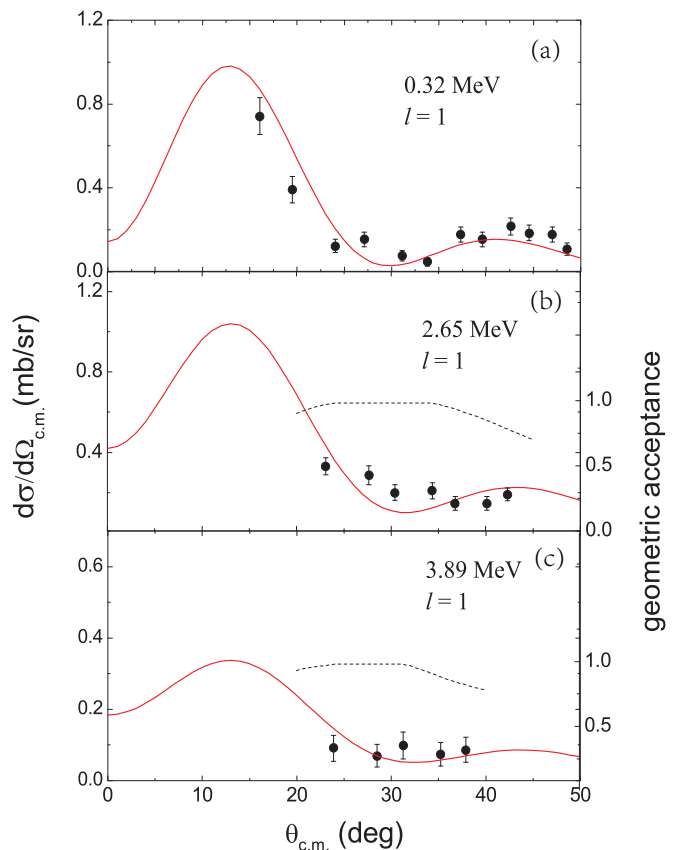 (a)
0.32 MeV
l = 1
1.2
0.8
0.4
0.0
(b)
2.65 MeV
l = 1
1.2
0.8
0.4
1.0
0.5
0.0
(c)
3.89 MeV
l = 1
0.6
0.4
0.2
0.0
1.0
0.5
0 10 20 30 40 50
dσ/dΩc.m.(mb/sr)
geometric acceptance
θc.m. (deg)